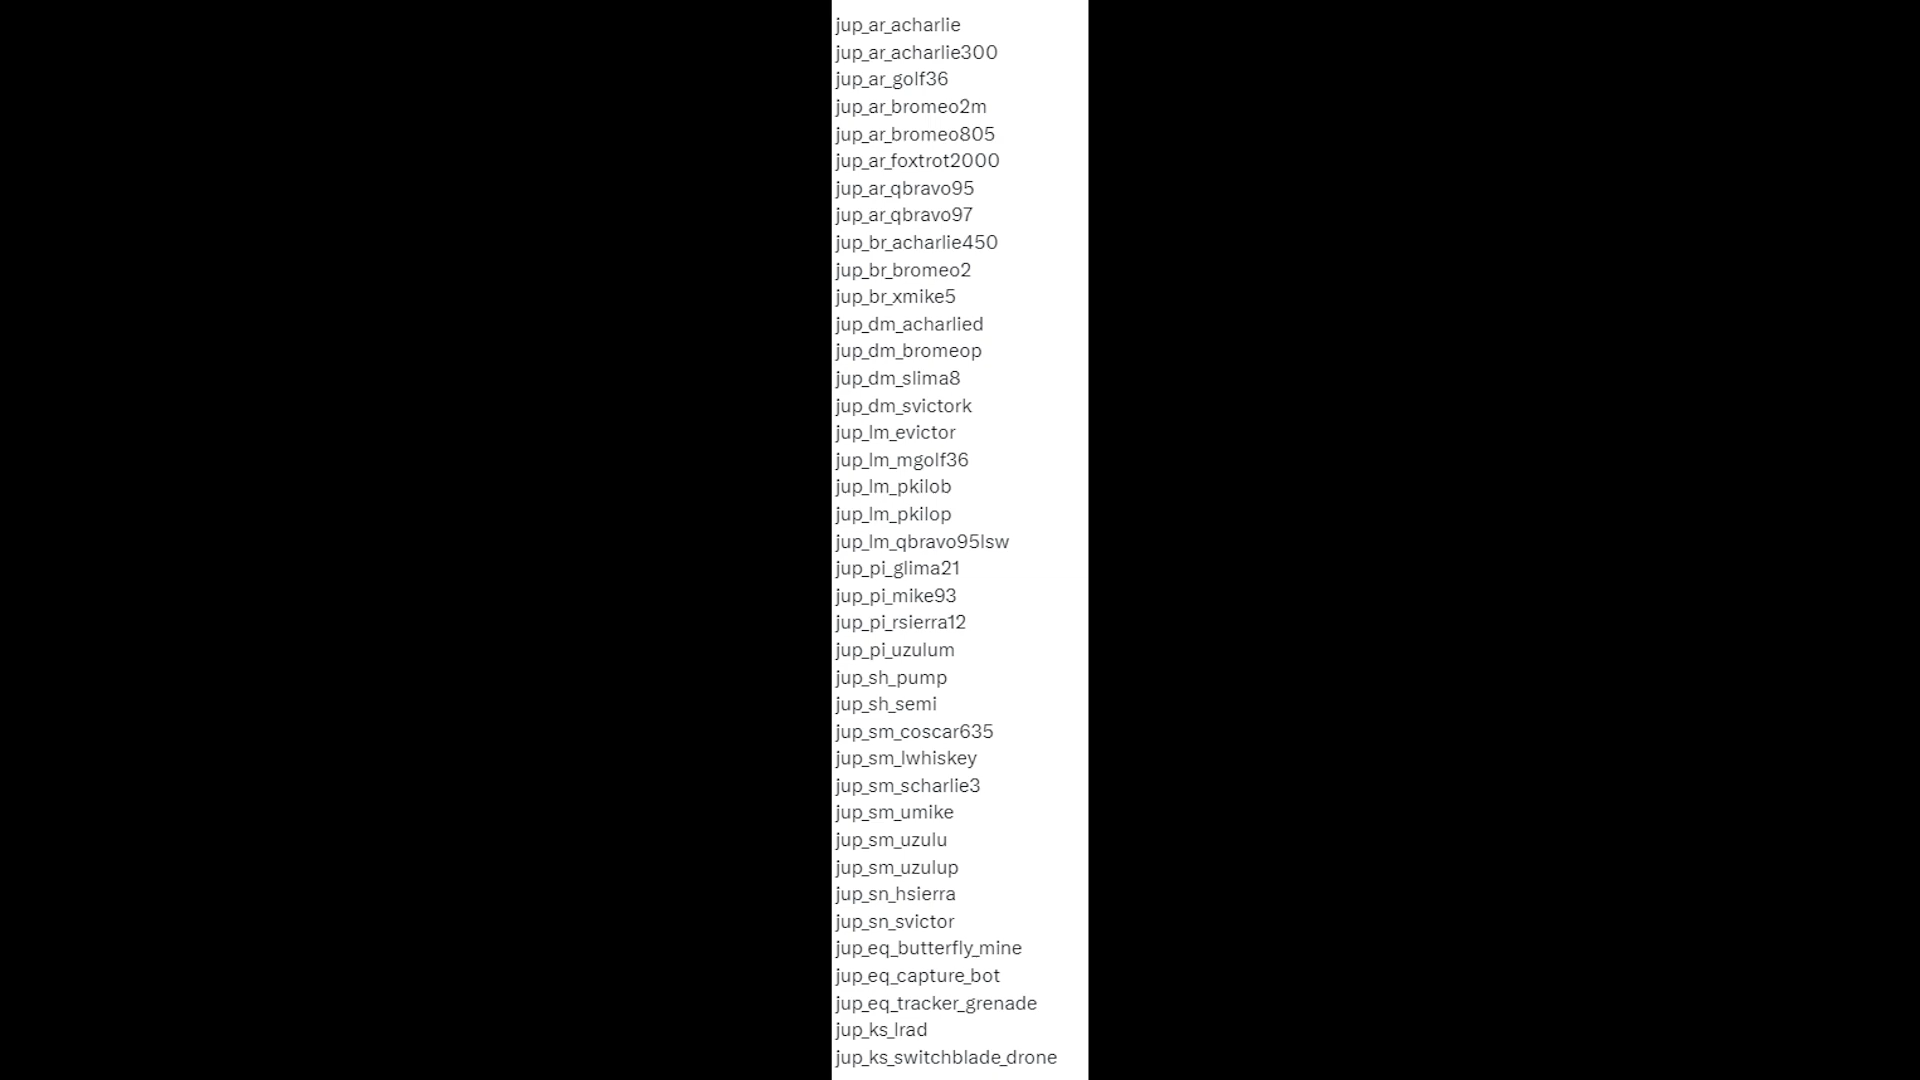 jup_ar_acharlie
jup_ar_acharlie300
jup_ar_golf36
jup_ar_bromeo2m
jup_ar_bromeo805
jup_ar_foxtrot2000
jup_ar_qbravo95
jup_ar_qbravo97
jup_br_acharlie450
jup_br_bromeo2
jup_br_xmike5
jup_dm_acharlied
jup_dm_bromeop
jup_dm_slima8
jup_dm_svictork
jup_lm_evictor
jup_lm_mgolf36
jup_lm_pkilob
jup_lm_pkilop
jup_lm_qbravo95lsw
jup_pi_glima21
jup_pi_mike93
jup_pi_rsierra12
jup_pi_uzulum
jup_sh_pump
jup_sh_semi
jup_sm_coscar635
jup_sm_lwhiskey
jup_sm_scharlie3
jup_sm_umike
jup_sm_uzulu
jup_sm_uzulup
jup_sn_hsierra
jup_sn_svictor
jup_eq_butterfly_mine
jup_eq_capture_bot
jup_eq_tracker_grenade
jup_ks_lrad
jup_ks_switchblade_drone